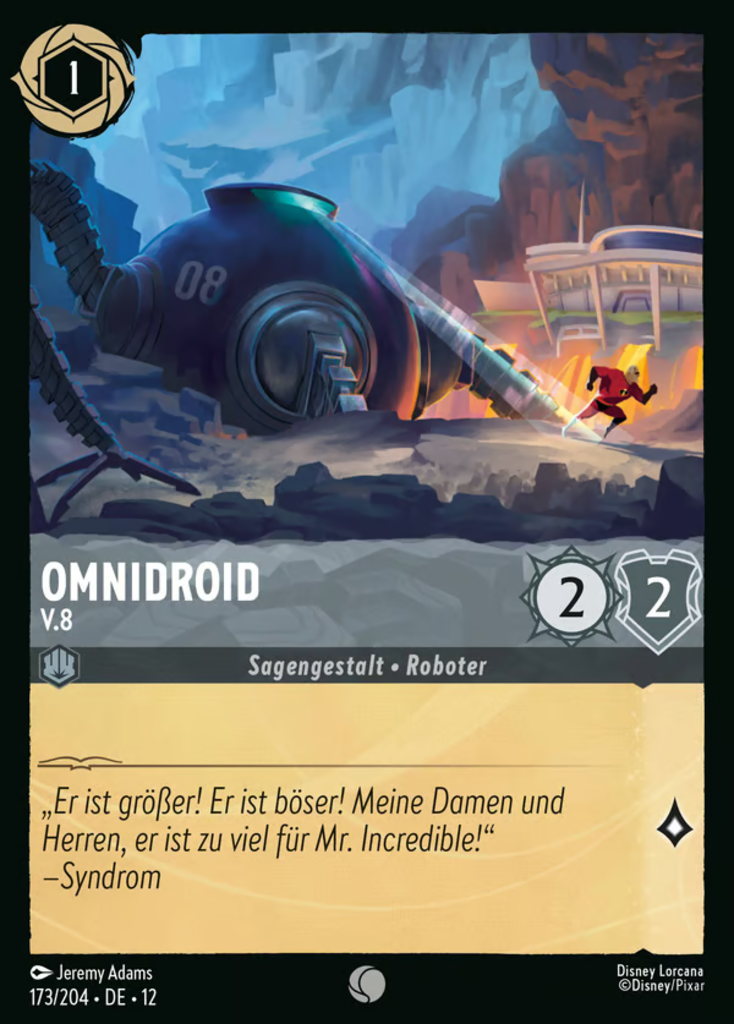 1
08
OMNIDROID
V.8
2
2
Sagengestalt • Roboter
„Er ist größer! Er ist böser! Meine Damen und
Herren, er ist zu viel für Mr. Incredible!“
–Syndrom
Jeremy Adams
173/204 • DE • 12
Disney Lorcana
©Disney/Pixar